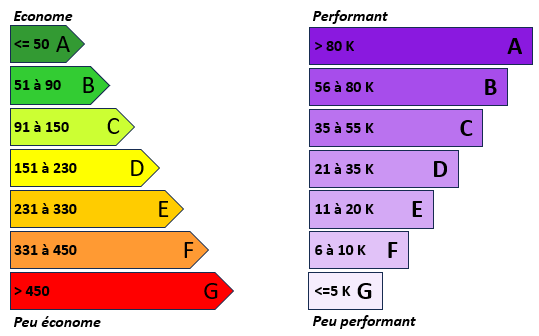 Econome
<= 50 A
51 à 90 B
91 à 150 C
151 à 230 D
231 à 330 E
331 à 450 F
> 450 G
Peu économe
Performant
> 80 K A
56 à 80 K B
35 à 55 K C
21 à 35 K D
11 à 20 K E
6 à 10 K F
<=5 K G
Peu performant